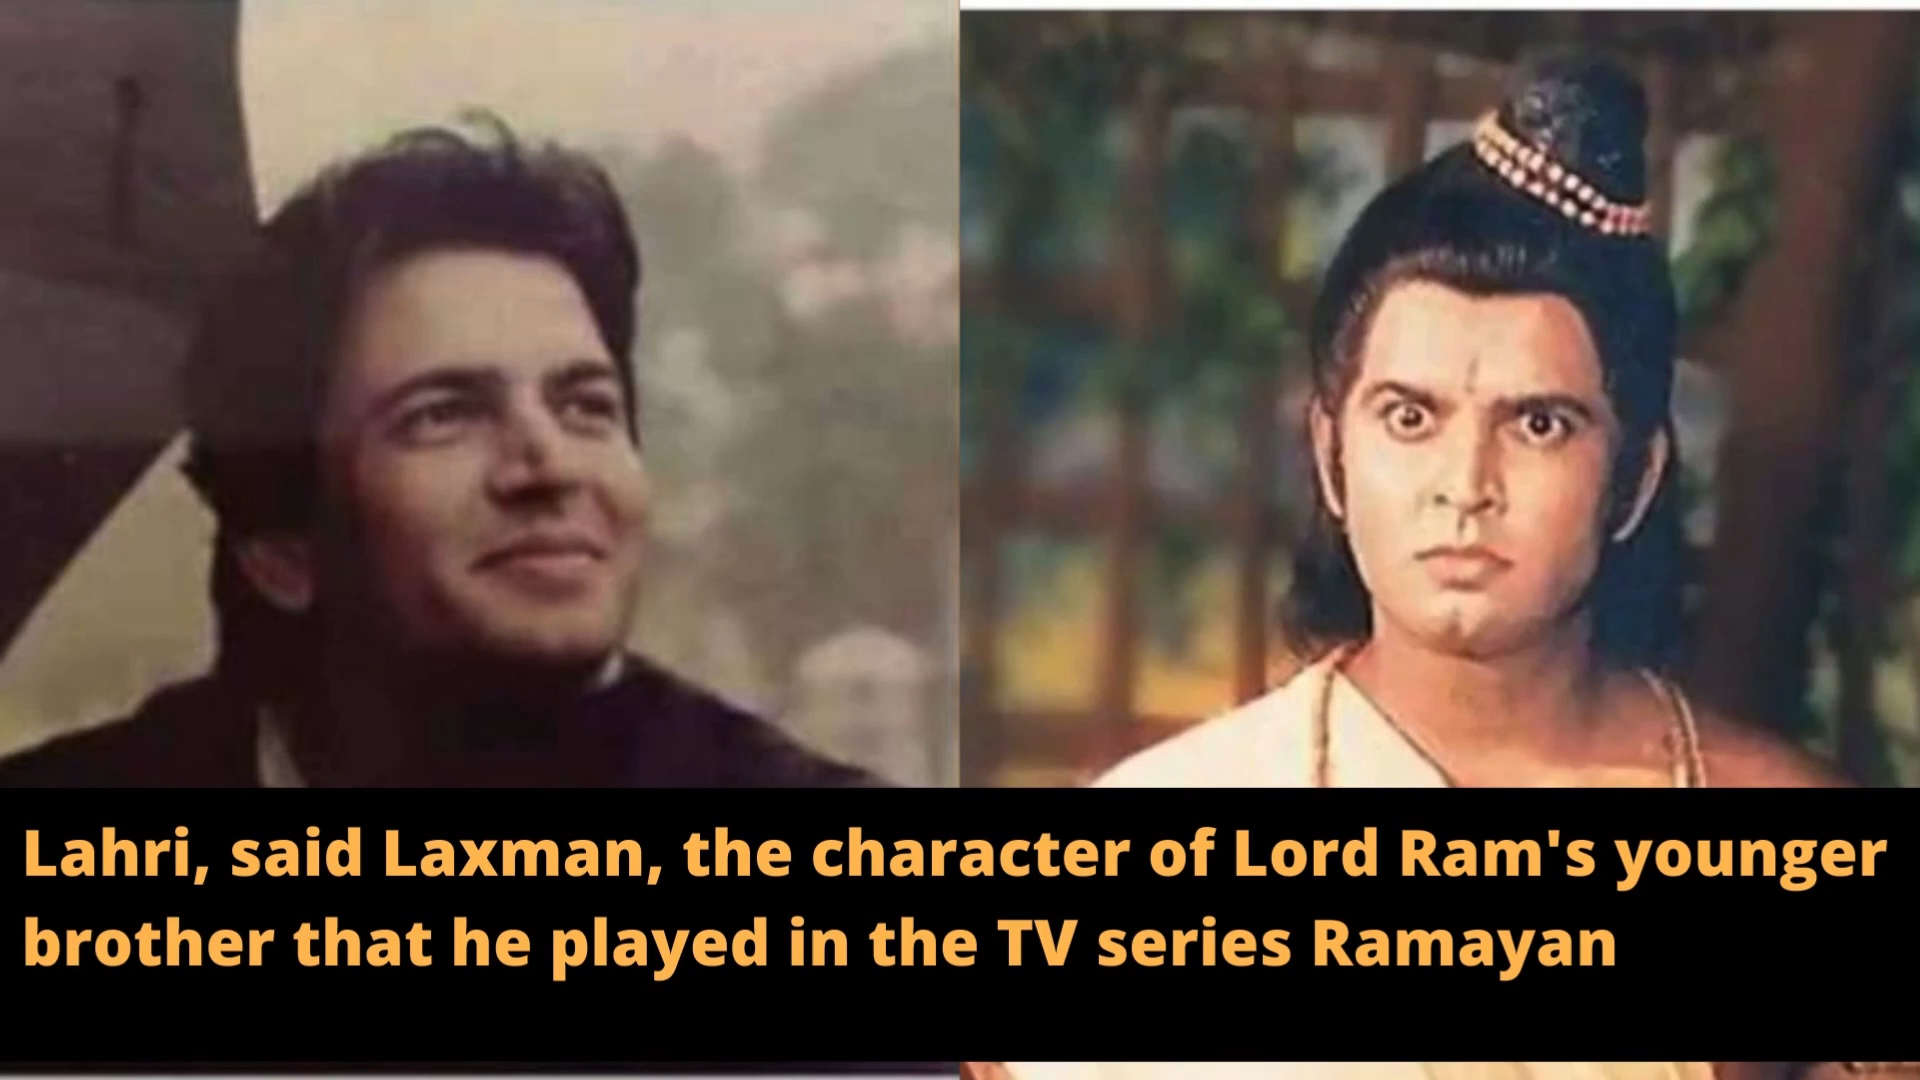 Lahri, said Laxman, the character of Lord Ram's younger
brother that he played in the TV series Ramayan